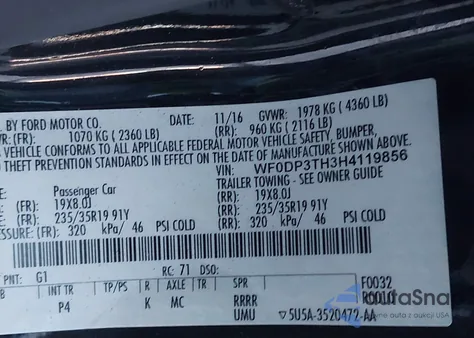 . BY FORD MOTOR CO. DATE: 11/16 GVWR: 1978 KG ( 4360 LB)
WR: (FR): 1070 KG ( 2360 LB) (RR): 960 KG ( 2116 LB)
VEHICLE CONFORMS TO ALL APPLICABLE FEDERAL MOTOR VEHICLE SAFETY, BUMPER,
THEFT PREVENTION STANDARDS IN EFFECT ON THE DATE OF MANUFACTURE SHOWN ABOVE
VIN: WF0DP3TH3H4119856
E: Passenger Car TRAILER TOWING - SEE OWNER GUIDE
(FR): 19X8.0J (RR): 19X8.0J
(FR): 235/35R19 91Y (RR): 235/35R19 91Y
ESSURE: (FR): 320 kPa/ 46 PSI COLD (RR): 320 kPa/ 46 PSI COLD
PNT: G1 RC: 71 DSO: F0032
B INT TR TP/PS R AXLE TR SPR
P4 K MC RRRR
UMU ▽5U5A-3520472-AA